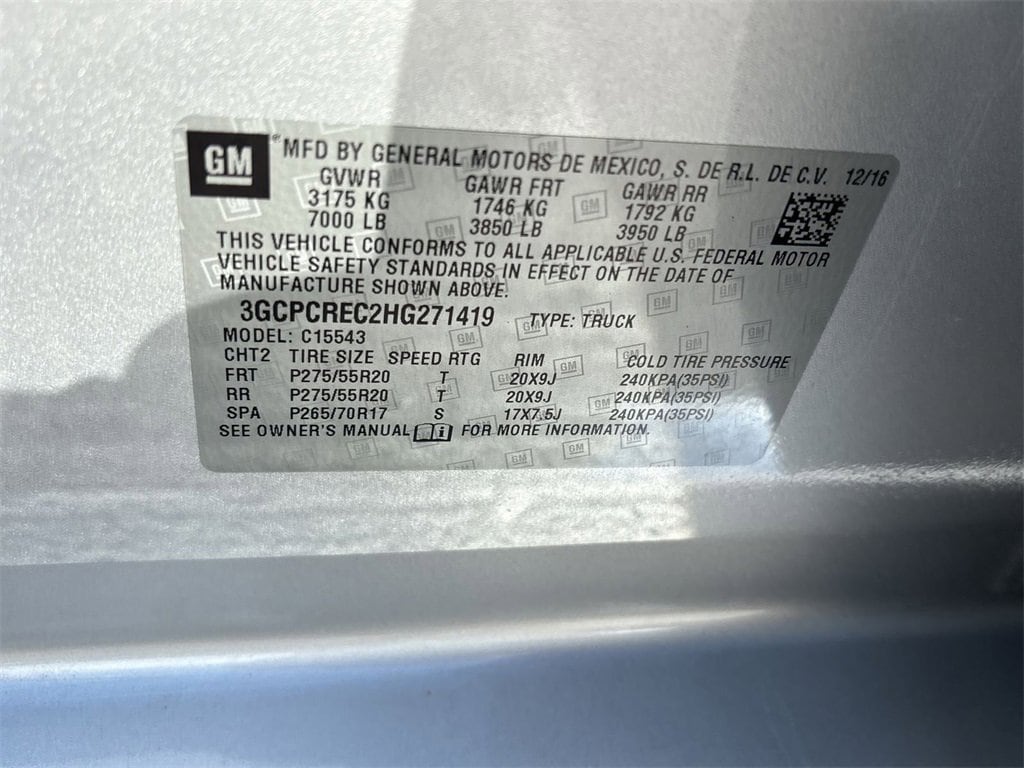 GM® MFD BY GENERAL MOTORS DE MEXICO, S. DE R.L. DE C.V. 12/16
GVWR GAWR FRT GAWR RR
3175 KG 1746 KG 1792 KG
7000 LB 3850 LB 3950 LB
THIS VEHICLE CONFORMS TO ALL APPLICABLE U.S. FEDERAL MOTOR
VEHICLE SAFETY STANDARDS IN EFFECT ON THE DATE OF
MANUFACTURE SHOWN ABOVE.
3GCPCREC2HG271419 TYPE: TRUCK
MODEL: C15543
CHT2 TIRE SIZE SPEED RTG RIM COLD TIRE PRESSURE
FRT P275/55R20 T 20X9J 240KPA(35PSI)
RR P275/55R20 T 20X9J 240KPA(35PSI)
SPA P265/70R17 S 17X7.5J 240KPA(35PSI)
SEE OWNER'S MANUAL i FOR MORE INFORMATION.